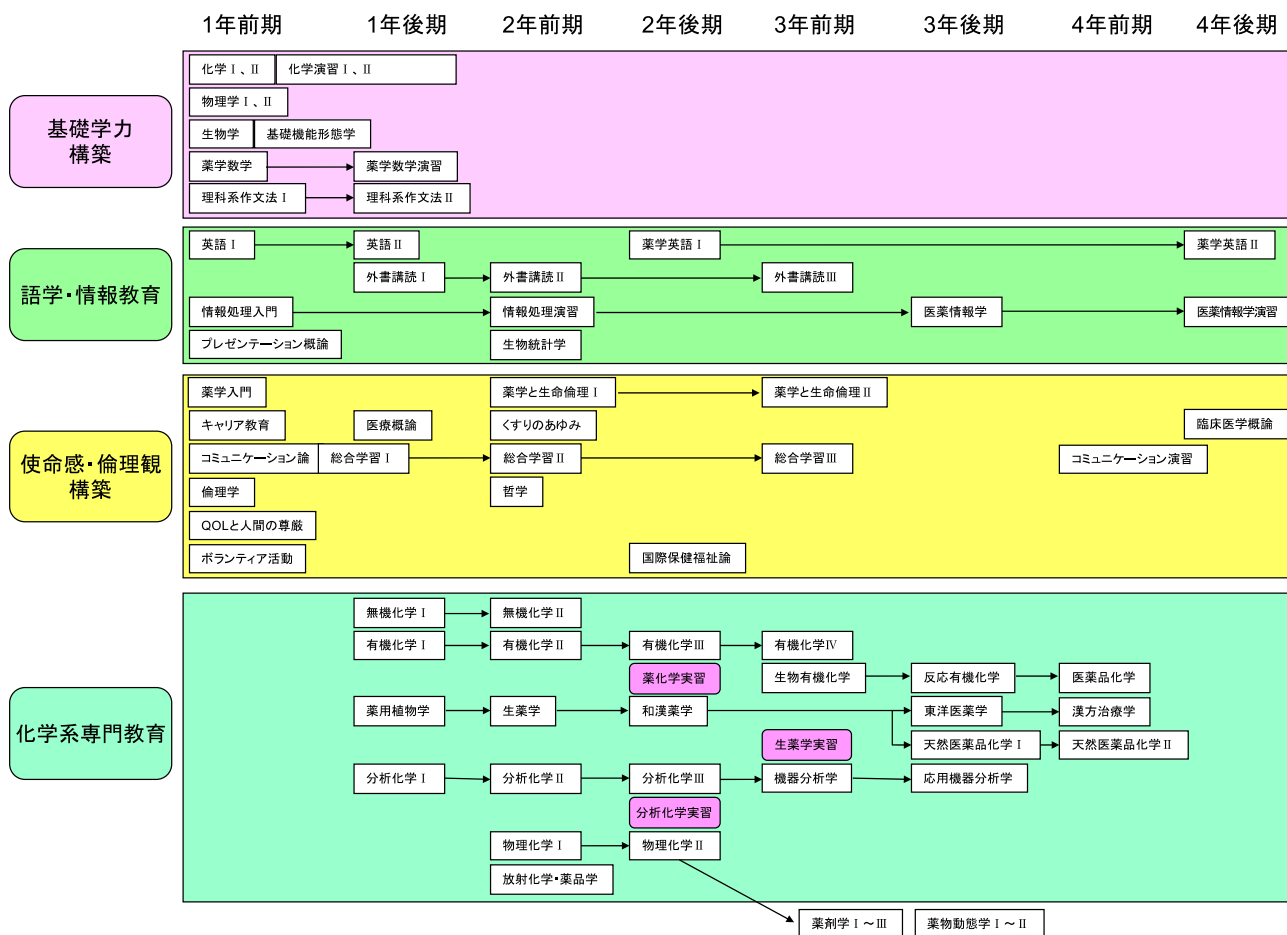 1年前期 1年後期 2年前期 2年後期 3年前期 3年後期 4年前期 4年後期
基礎学力
構築
化学Ⅰ、Ⅱ 化学演習Ⅰ、Ⅱ
物理学Ⅰ、Ⅱ
生物学 基礎機能形態学
薬学数学 薬学数学演習
理科系作文法Ⅰ 理科系作文法Ⅱ
語学・情報教育
英語Ⅰ 英語Ⅱ 薬学英語Ⅰ 薬学英語Ⅱ
外書講読Ⅰ 外書講読Ⅱ 外書講読Ⅲ
情報処理入門 情報処理演習 医薬情報学 医薬情報学演習
プレゼンテーション概論 生物統計学
使命感・倫理観
構築
薬学入門 薬学と生命倫理Ⅰ 薬学と生命倫理Ⅱ
キャリア教育 医療概論 くすりのあゆみ 臨床医学概論
コミュニケーション論 総合学習Ⅰ 総合学習Ⅱ 総合学習Ⅲ コミュニケーション演習
倫理学 哲学
QOLと人間の尊厳
ボランティア活動 国際保健福祉論
化学系専門教育
無機化学Ⅰ 無機化学Ⅱ
有機化学Ⅰ 有機化学Ⅱ 有機化学Ⅲ 有機化学Ⅳ
薬化学実習 生物有機化学 反応有機化学 医薬品化学
薬用植物学 生薬学 和漢薬学 東洋医薬学 漢方治療学
生薬学実習 天然医薬品化学Ⅰ 天然医薬品化学Ⅱ
分析化学Ⅰ 分析化学Ⅱ 分析化学Ⅲ 機器分析学 応用機器分析学
分析化学実習
物理化学Ⅰ 物理化学Ⅱ
放射化学・薬品学
薬剤学Ⅰ～Ⅲ 薬物動態学Ⅰ～Ⅱ